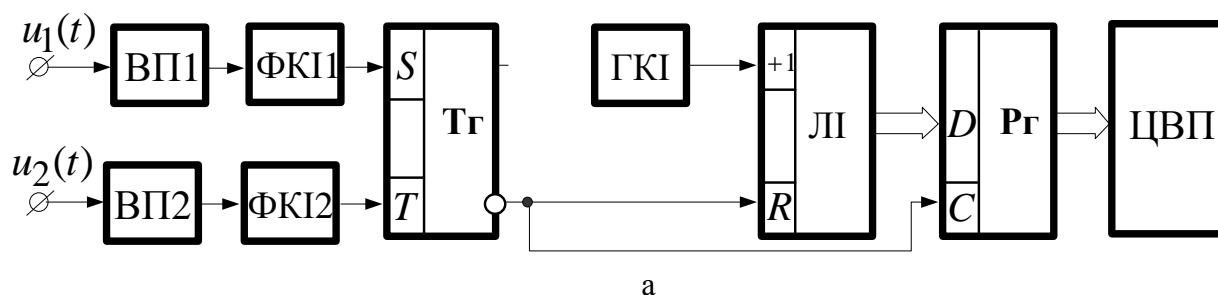 u₁(t)
ВП1
ФКІ1
S
Тг
ГКІ
+1
ЛІ
D
Рг
ЦВП
u₂(t)
ВП2
ФКІ2
T
R
C
а